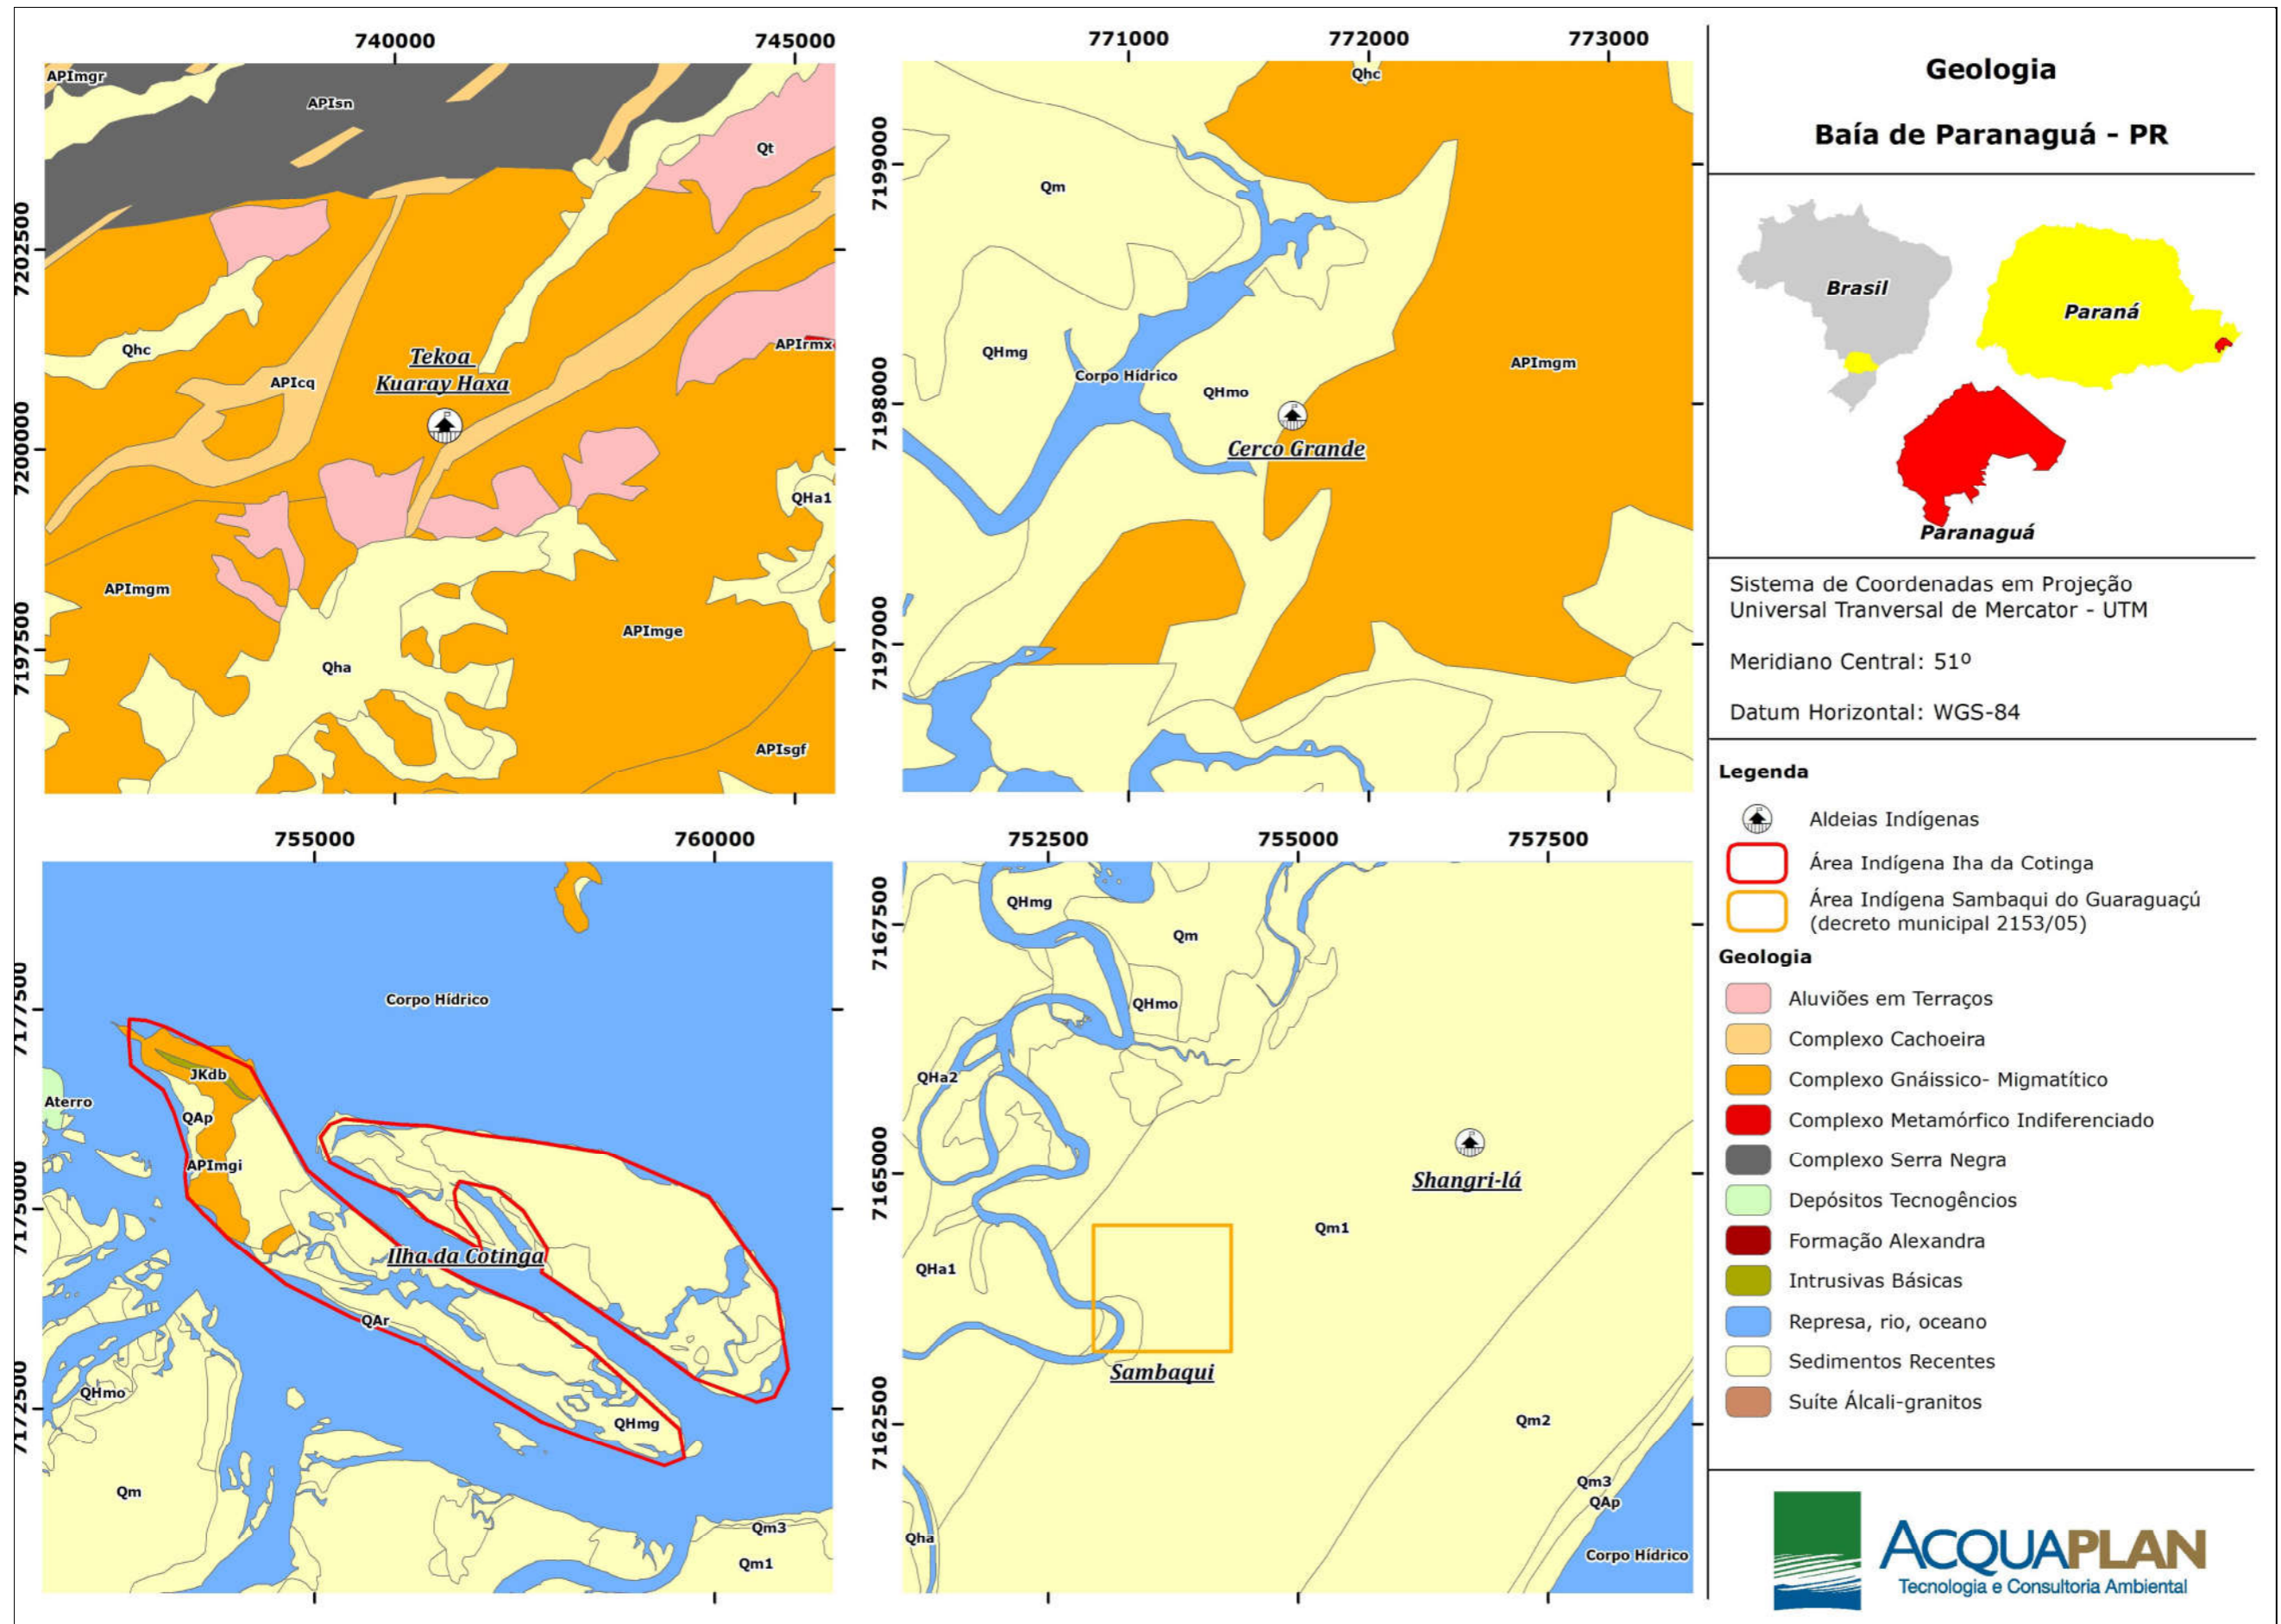 740000
745000
7202500
7200000
7197500
APImgr
APIsn
Qt
Qhc
APIcq
Tekoa
Kuaray Haxa
APIrmx
QHa1
APImgm
APImge
Qha
APIsgf
771000
772000
773000
7199000
7198000
7197000
Qhc
Qm
QHmg
Corpo Hídrico
QHmo
APImgm
Cerco Grande
755000
760000
7177500
7175000
7172500
Corpo Hídrico
JKdb
Aterro
QAp
APImgi
Ilha da Cotinga
QAr
QHmo
QHmg
Qm
Qm3
Qm1
752500
755000
757500
7167500
7165000
7162500
QHmg
Qm
QHmo
QHa2
Shangri-lá
Qm1
QHa1
Sambaqui
Qm2
Qm3
QAp
Qha
Corpo Hídrico
Geologia
Baía de Paranaguá - PR
Brasil
Paraná
Paranaguá
Sistema de Coordenadas em Projeção
Universal Tranversal de Mercator - UTM
Meridiano Central: 51º
Datum Horizontal: WGS-84
Legenda
Aldeias Indígenas
Área Indígena Iha da Cotinga
Área Indígena Sambaqui do Guaraguaçú
(decreto municipal 2153/05)
Geologia
Aluviões em Terraços
Complexo Cachoeira
Complexo Gnáissico- Migmatítico
Complexo Metamórfico Indiferenciado
Complexo Serra Negra
Depósitos Tecnogêncios
Formação Alexandra
Intrusivas Básicas
Represa, rio, oceano
Sedimentos Recentes
Suíte Álcali-granitos
ACQUAPLAN
Tecnologia e Consultoria Ambiental